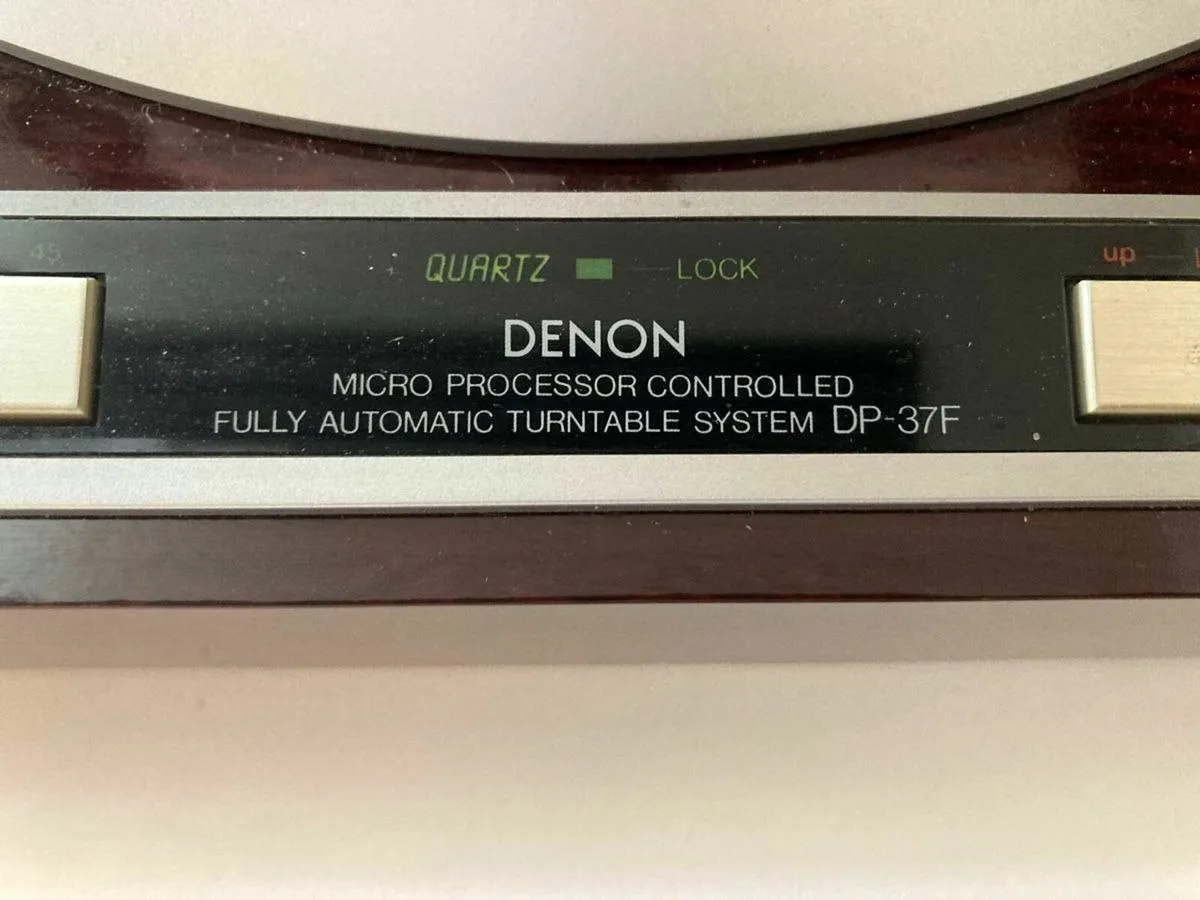 45
QUARTZ LOCK
up
DENON
MICRO PROCESSOR CONTROLLED
FULLY AUTOMATIC TURNTABLE SYSTEM DP-37F